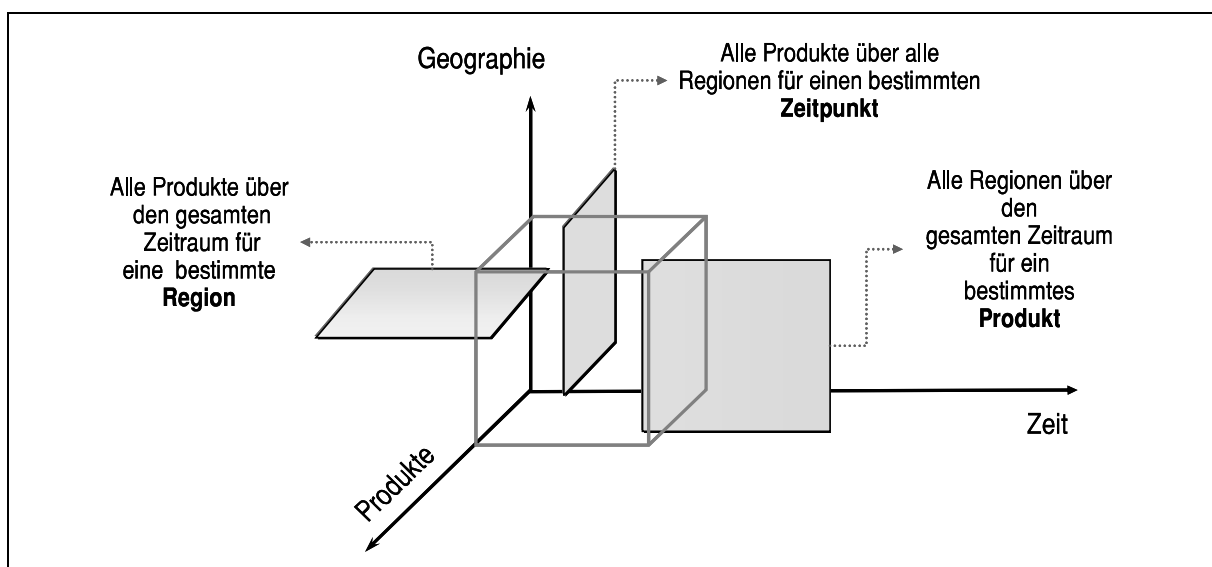 Geographie
Alle Produkte über alle
Regionen für einen bestimmten
Zeitpunkt
Alle Produkte über
den gesamten
Zeitraum für
eine bestimmte
Region
Alle Regionen über
den
gesamten Zeitraum
für ein
bestimmtes
Produkt
Zeit
Produkte